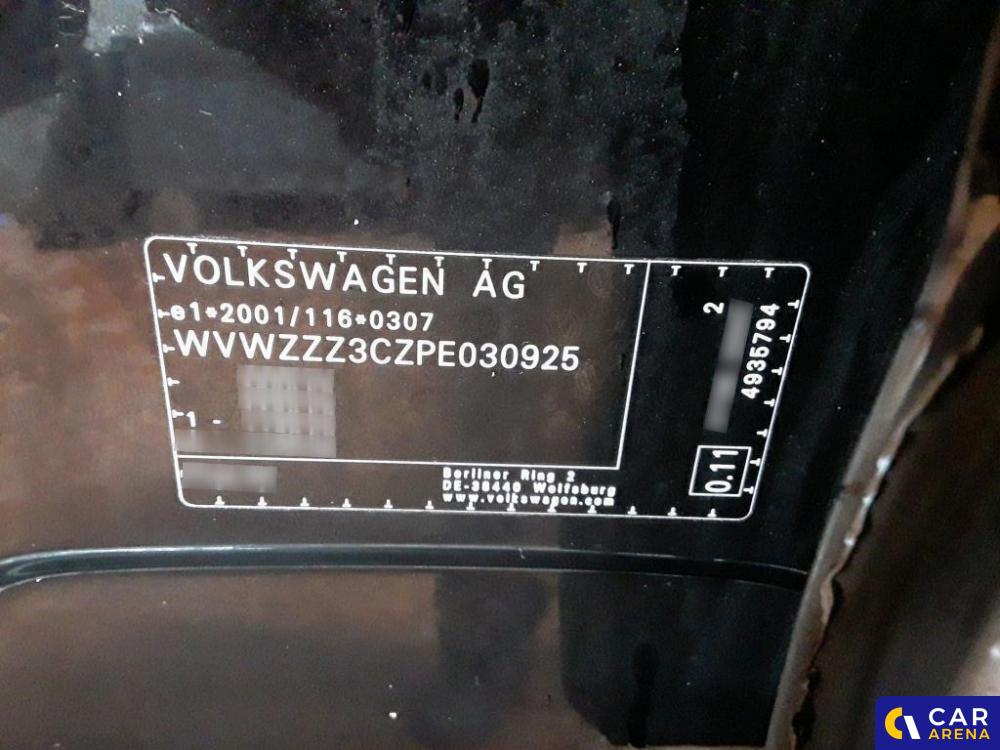 VOLKSWAGEN AG
e1*2001/116*0307
WVWZZZ3CZPE030925
1 -
Berliner Ring 2
DE-38440 Wolfsburg
www.volkswagen.com
2
4935794
0.11
CAR
ARENA